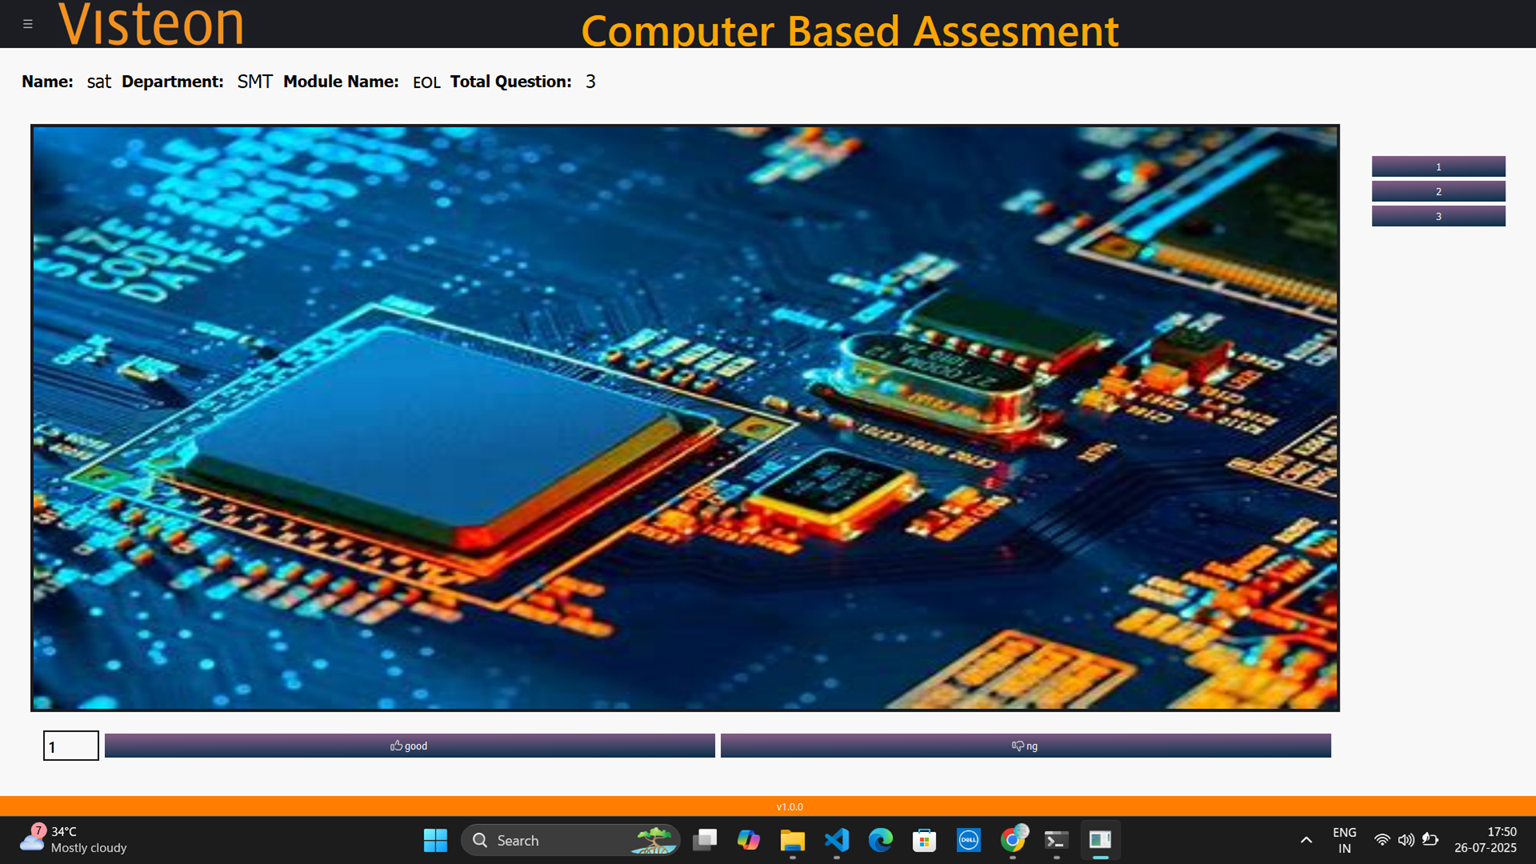 Visteon
Computer Based Assesment
Name: sat Department: SMT Module Name: EOL Total Question: 3
SIZE
CODE:
DATE:
1
2
3
1
good
ng
v1.0.0
7
34°C
Mostly cloudy
Search
DELL
ENG
IN
17:50
26-07-2025